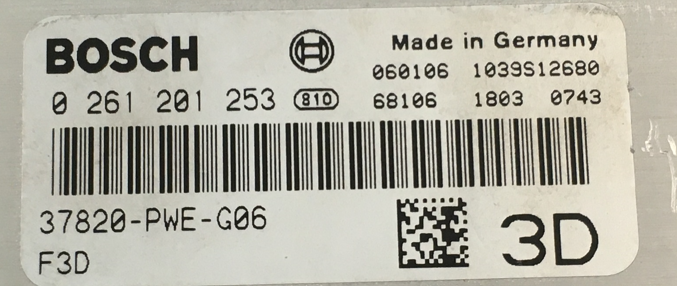 BOSCH
Made in Germany
060106 1039S12680
0 261 201 253 810 68106 1803 0743
37820-PWE-G06
3D
F3D